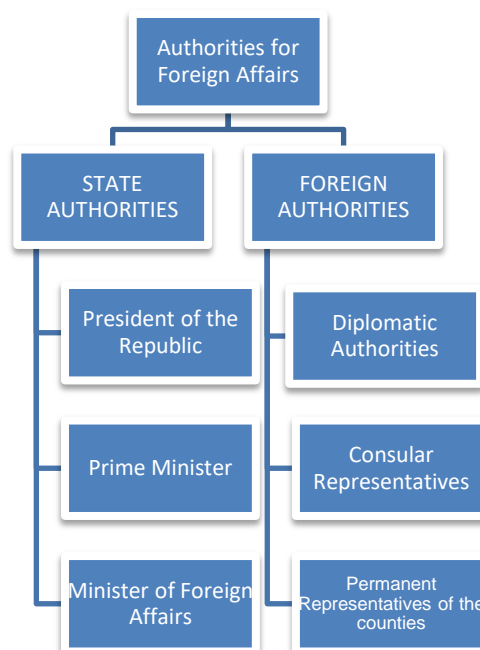 Authorities for
Foreign Affairs
STATE
AUTHORITIES
FOREIGN
AUTHORITIES
President of the
Republic
Diplomatic
Authorities
Prime Minister
Consular
Representatives
Minister of Foreign
Affairs
Permanent
Representatives of the
counties